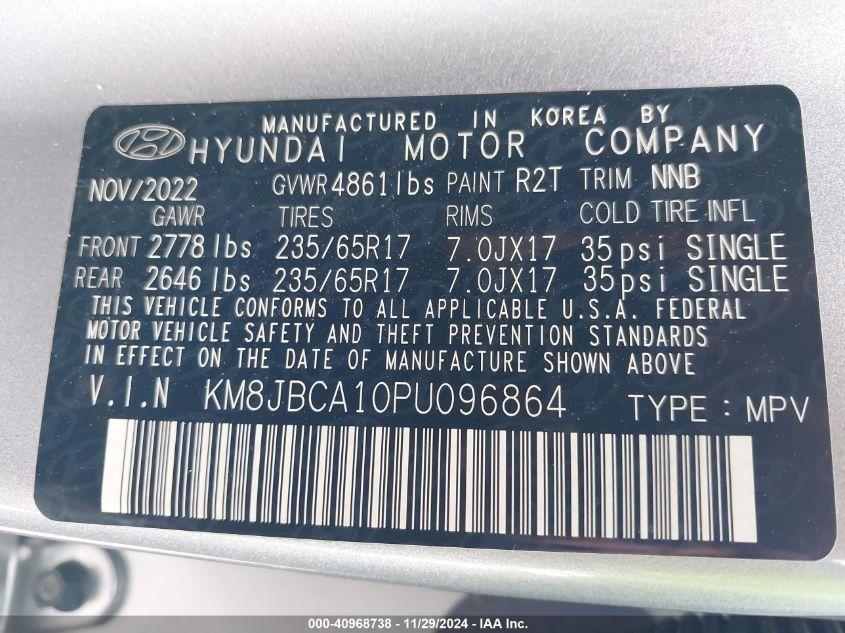 MANUFACTURED IN KOREA BY
HYUNDAI MOTOR COMPANY
NOV/2022 GVWR 4861lbs PAINT R2T TRIM NNB
GAWR TIRES RIMS COLD TIRE INFL
FRONT 2778 lbs 235/65R17 7.0JX17 35psi SINGLE
REAR 2646 lbs 235/65R17 7.0JX17 35psi SINGLE
THIS VEHICLE CONFORMS TO ALL APPLICABLE U.S.A. FEDERAL
MOTOR VEHICLE SAFETY AND THEFT PREVENTION STANDARDS
IN EFFECT ON THE DATE OF MANUFACTURE SHOWN ABOVE
V.I.N KM8JBCA10PU096864 TYPE : MPV
000-40968738 - 11/29/2024 - IAA Inc.